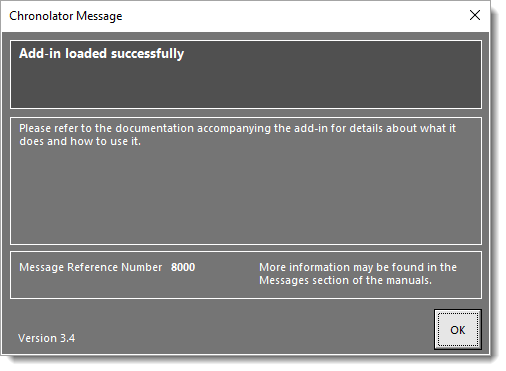 Chronolator Message
Add-in loaded successfully
Please refer to the documentation accompanying the add-in for details about what it
does and how to use it.
Message Reference Number 8000
More information may be found in the
Messages section of the manuals.
OK
Version 3.4